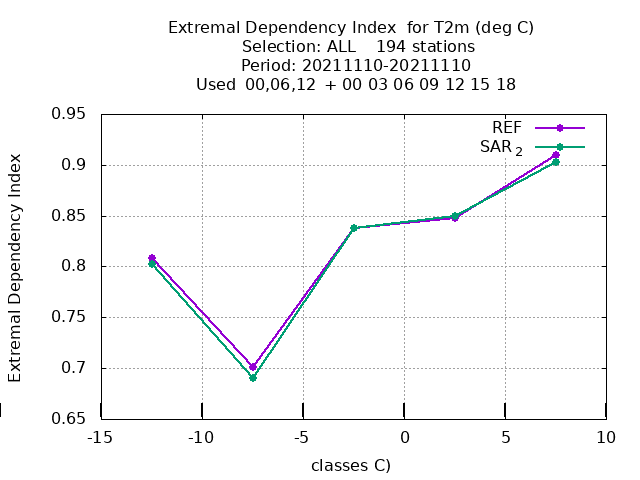 Extremal Dependency Index  for T2m (deg C)
Selection: ALL    194 stations
Period: 20211110-20211110
Used  00,06,12  + 00 03 06 09 12 15 18
REF
SAR 2
Extremal Dependency Index
0.95
0.9
0.85
0.8
0.75
0.7
0.65
-15 -10 -5 0 5 10
classes C)